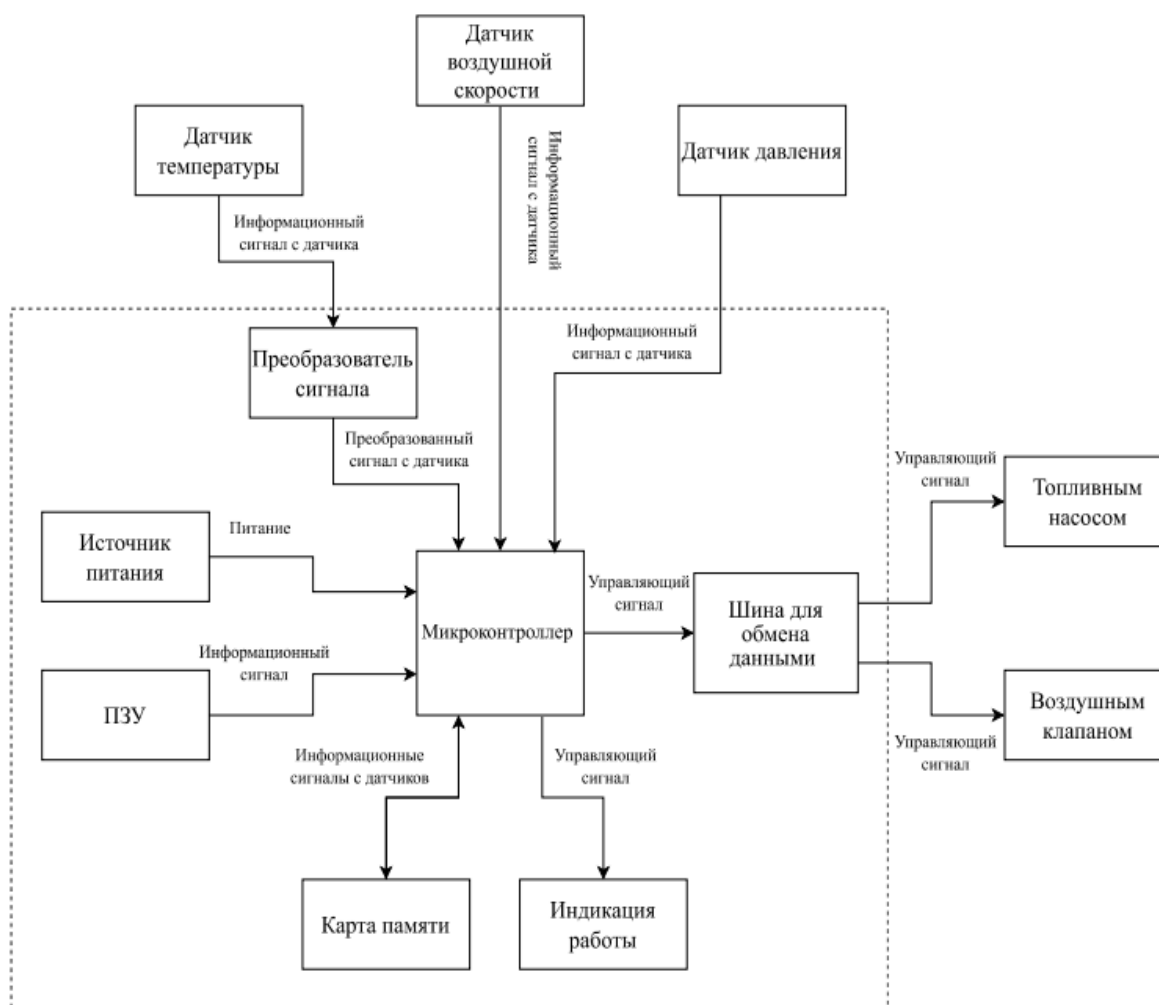 Датчик
воздушной
скорости
Датчик
температуры
Датчик давления
Информационный
сигнал с датчика
Информационный
сигнал с датчика
Информационный
сигнал с датчика
Преобразователь
сигнала
Преобразованный
сигнал с датчика
Источник
питания
Питание
ПЗУ
Информационный
сигнал
Микроконтроллер
Управляющий
сигнал
Шина для
обмена
данными
Управляющий
сигнал
Топливным
насосом
Управляющий
сигнал
Воздушным
клапаном
Информационные
сигналы с датчиков
Управляющий
сигнал
Карта памяти
Индикация
работы